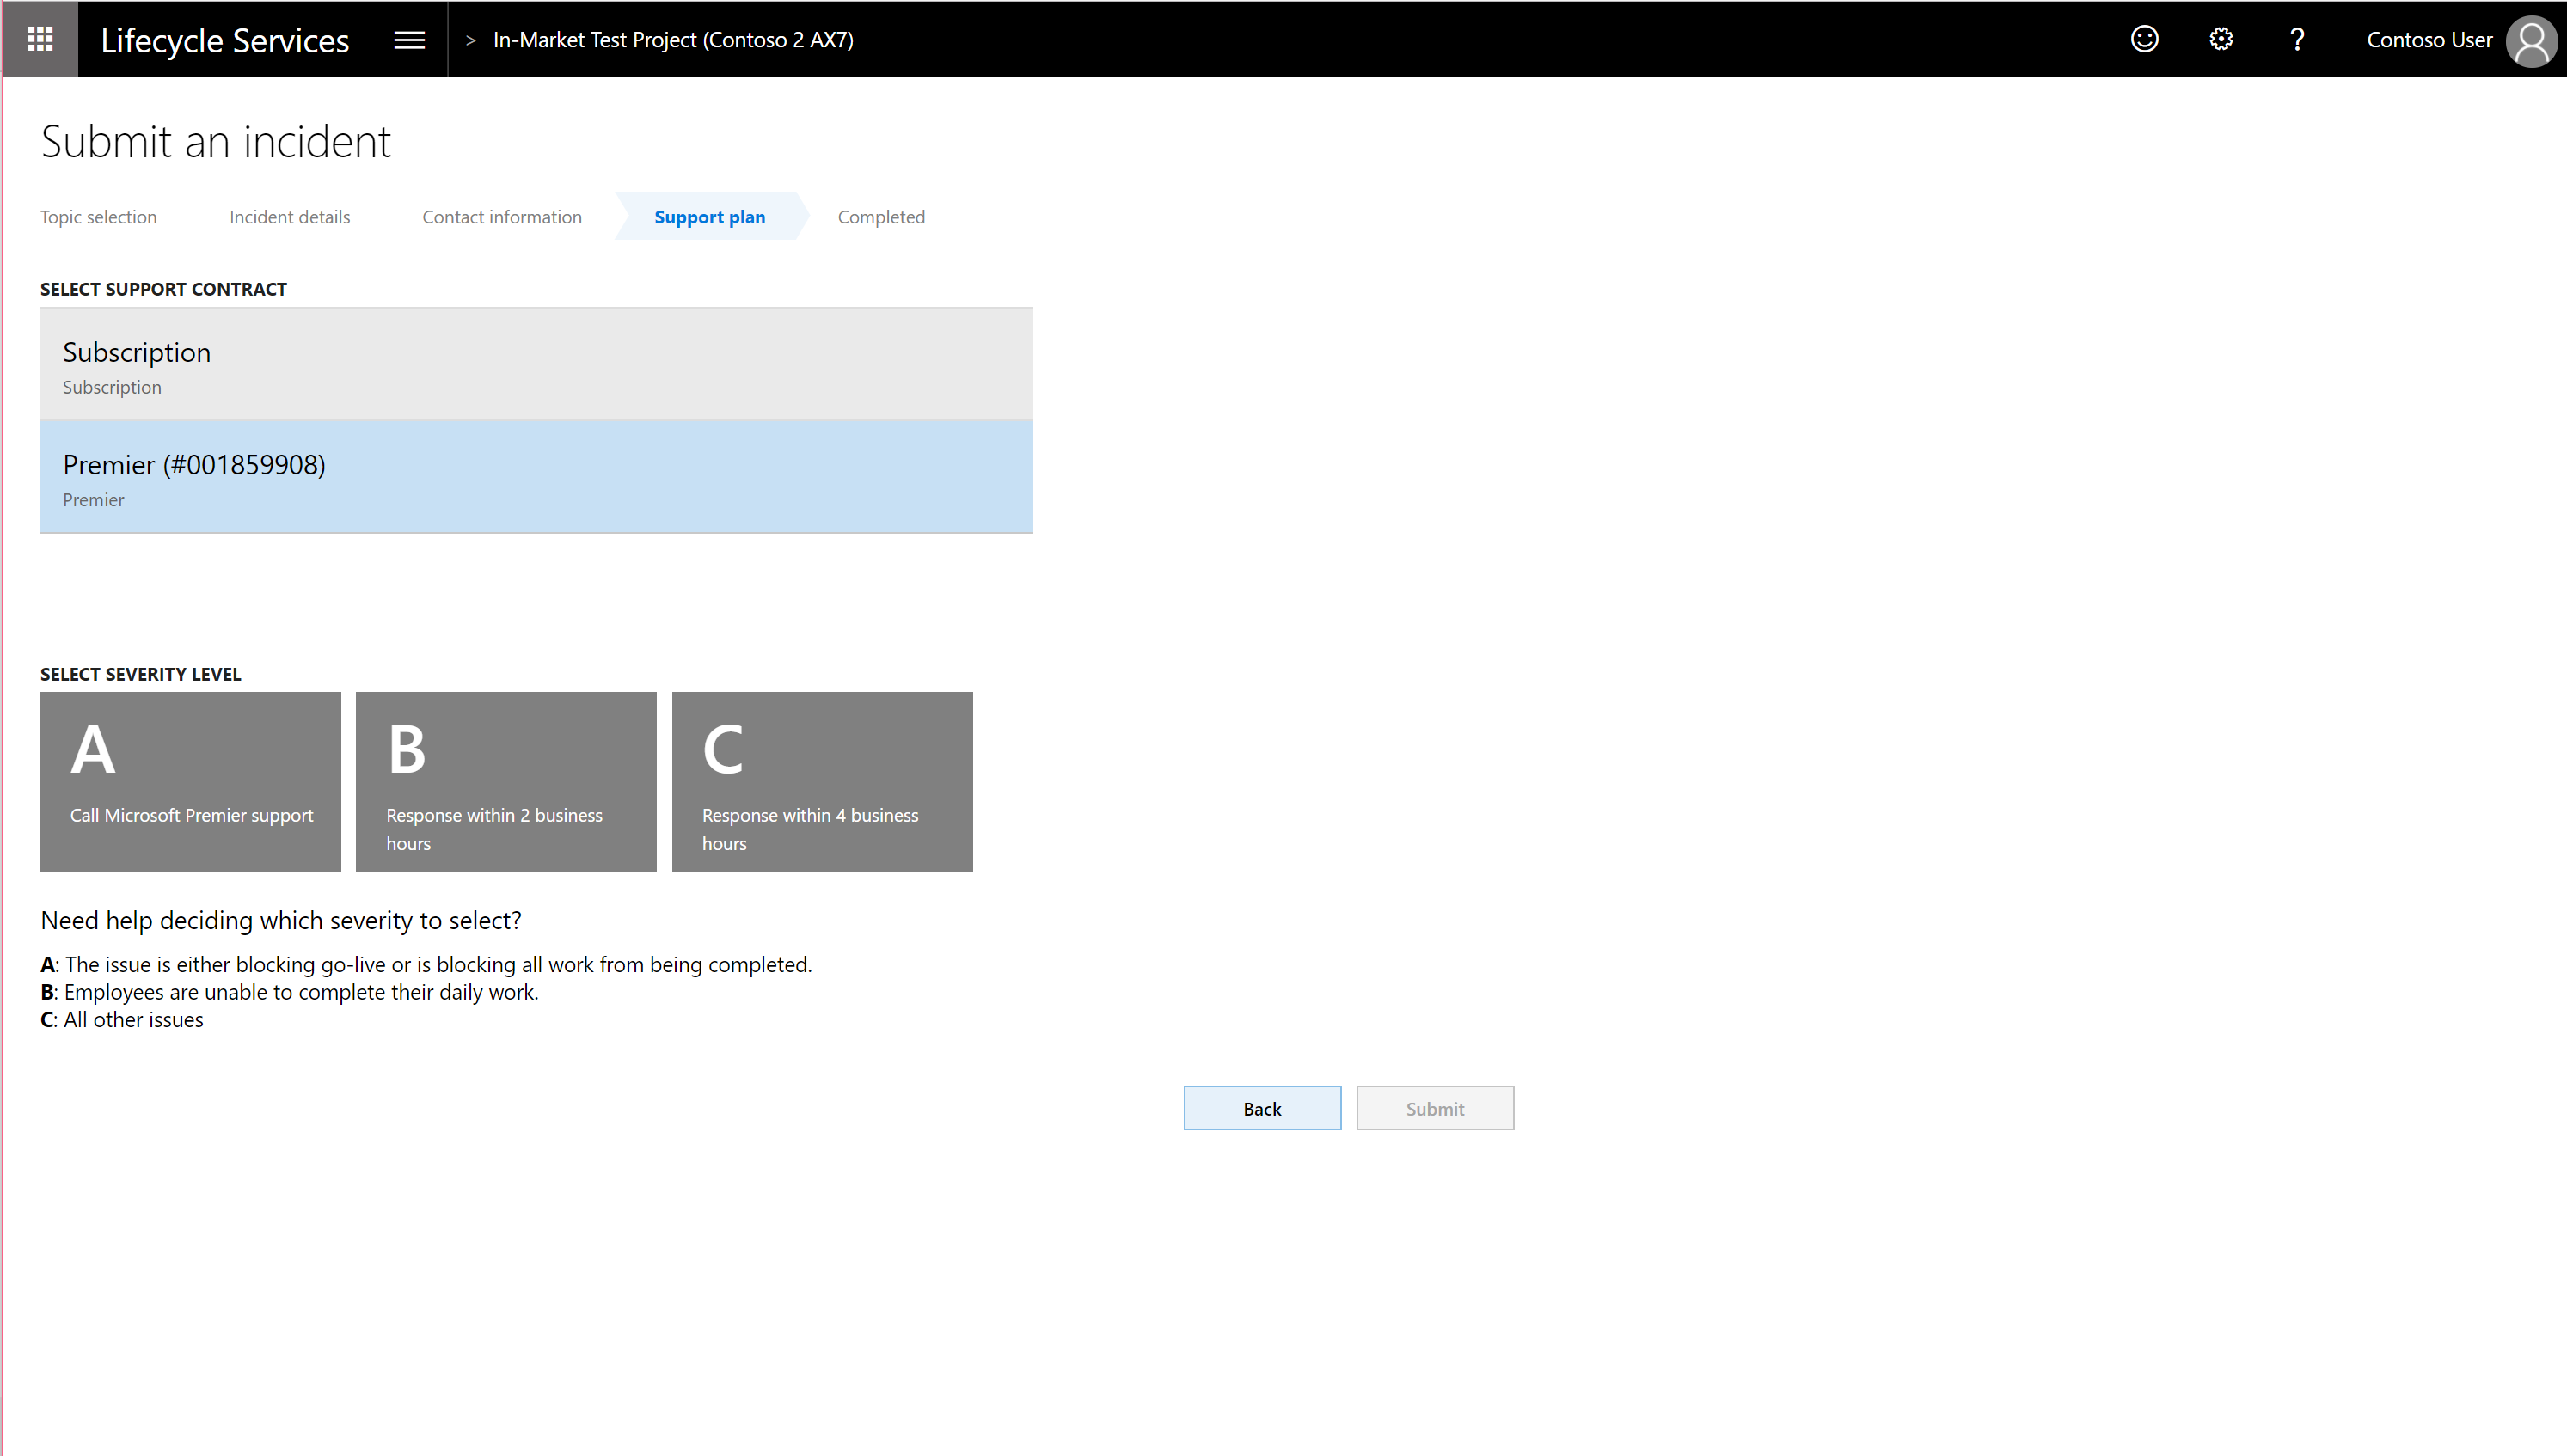 Lifecycle Services > In-Market Test Project (Contoso 2 AX7) ? Contoso User
Submit an incident
Topic selection Incident details Contact information Support plan Completed
SELECT SUPPORT CONTRACT
Subscription
Subscription
Premier (#001859908)
Premier
SELECT SEVERITY LEVEL
A
Call Microsoft Premier support
B
Response within 2 business
hours
C
Response within 4 business
hours
Need help deciding which severity to select?
A: The issue is either blocking go-live or is blocking all work from being completed.
B: Employees are unable to complete their daily work.
C: All other issues
Back Submit